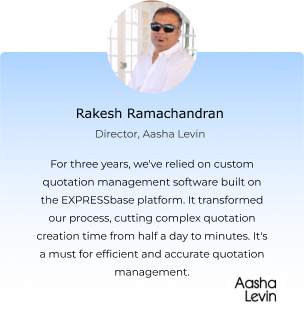 Rakesh Ramachandran
Director, Aasha Levin
For three years, we've relied on custom
quotation management software built on
the EXPRESSbase platform. It transformed
our process, cutting complex quotation
creation time from half a day to minutes. It's
a must for efficient and accurate quotation
management.
Aasha
Levin